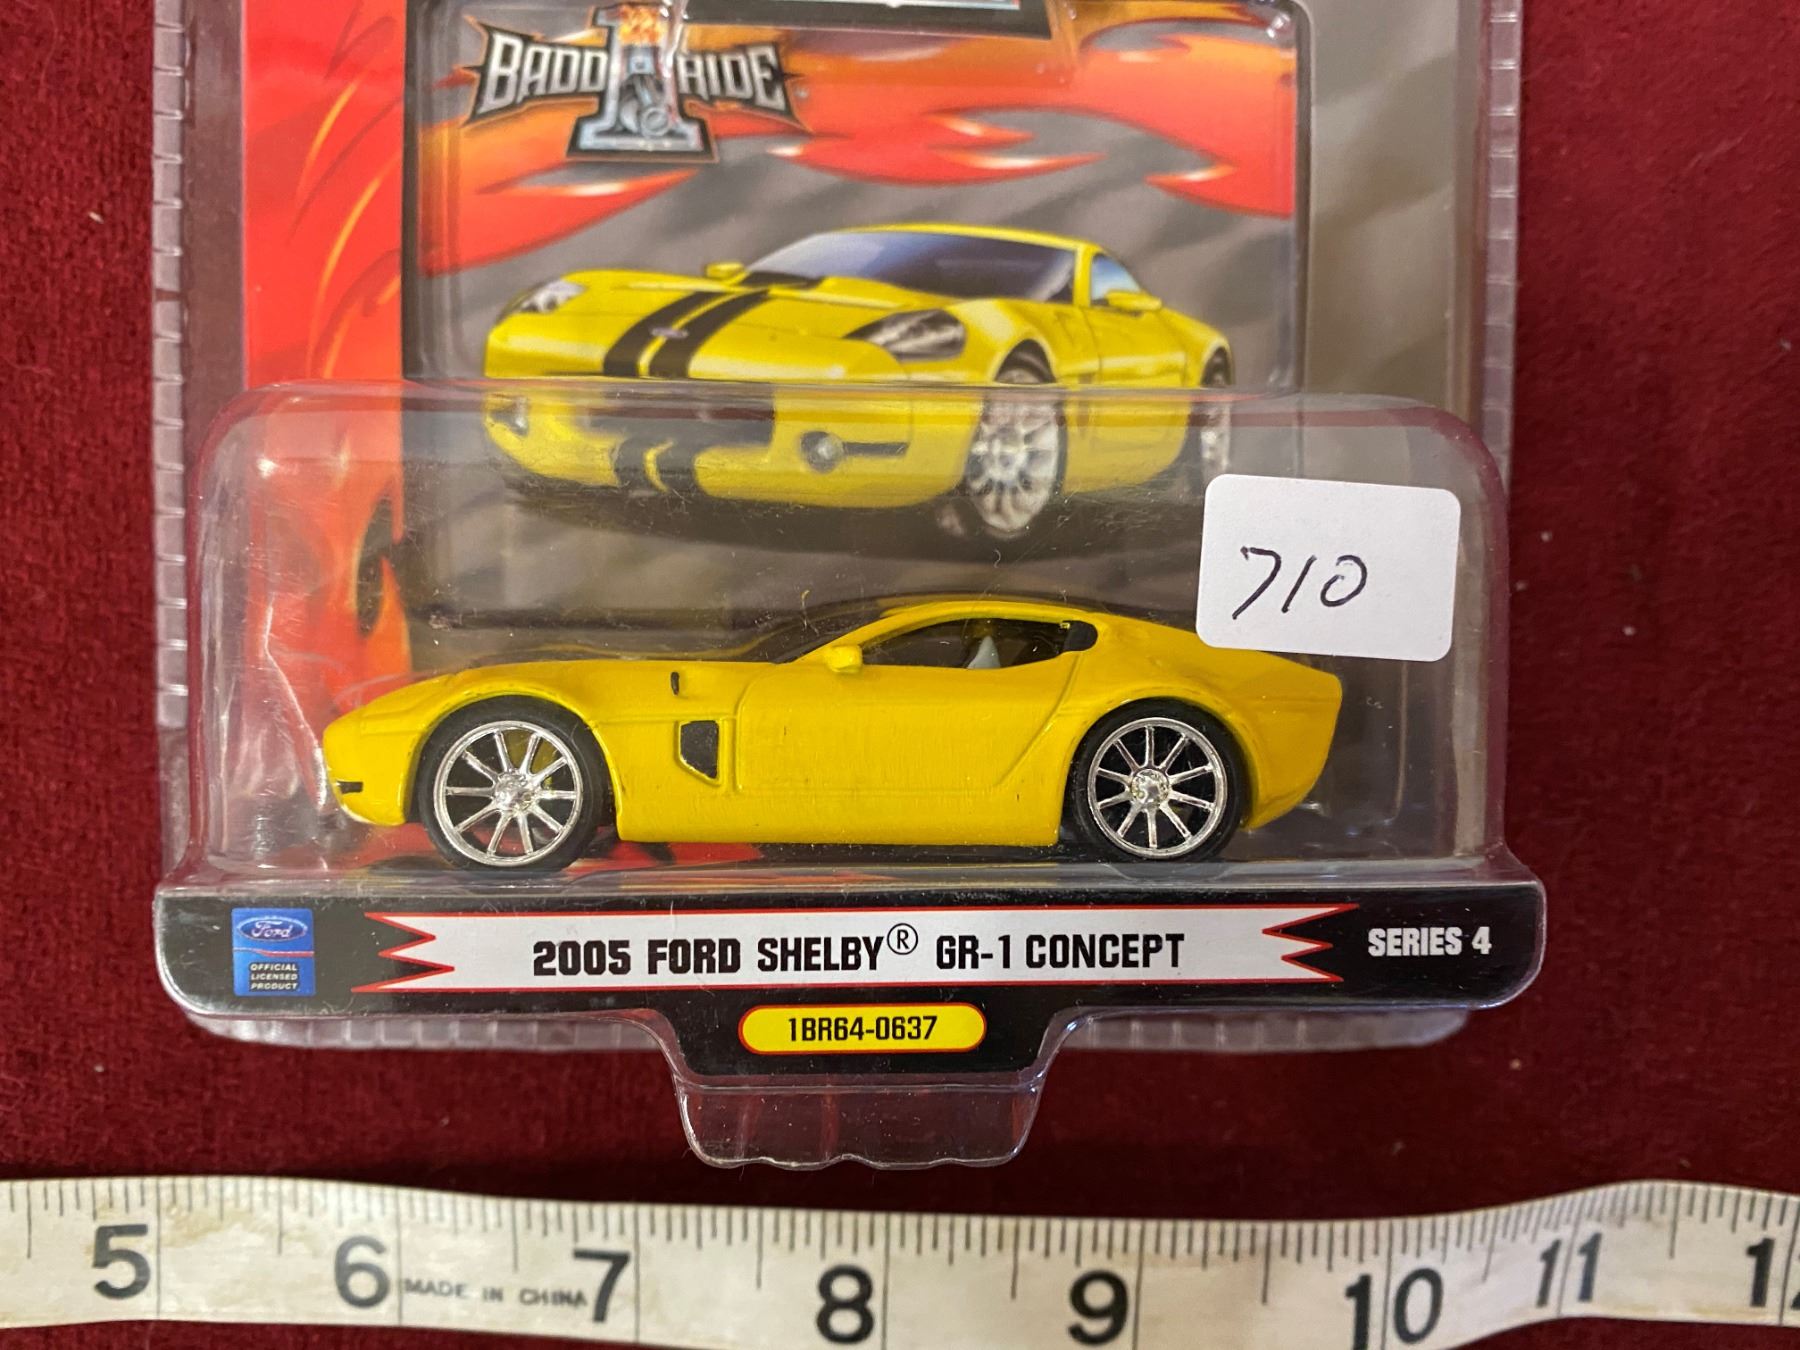 BADD 1 RIDE
710
Ford
OFFICIAL
LICENSED
PRODUCT
2005 FORD SHELBY® GR-1 CONCEPT
SERIES 4
1BR64-0637
5 6 MADE IN CHINA 7 8 9 10 11